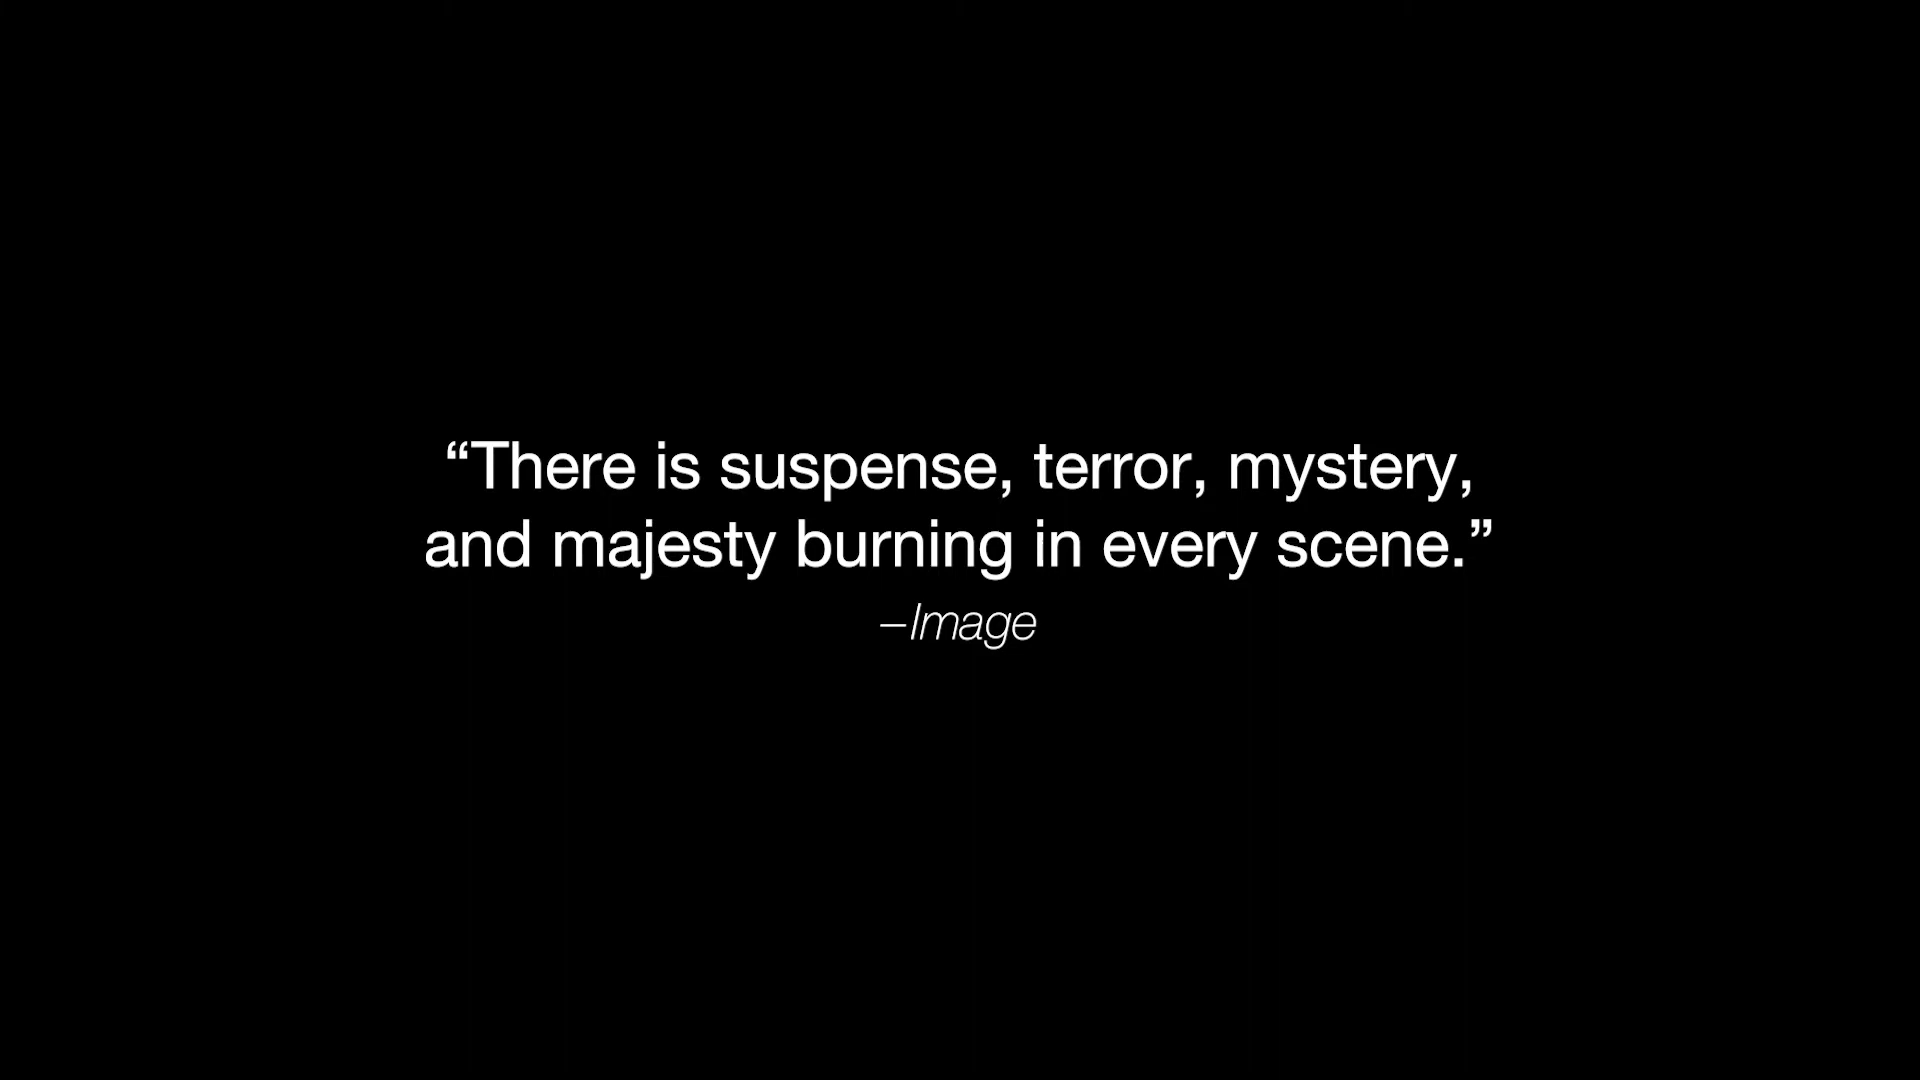 “There is suspense, terror, mystery,
and majesty burning in every scene.”
–Image